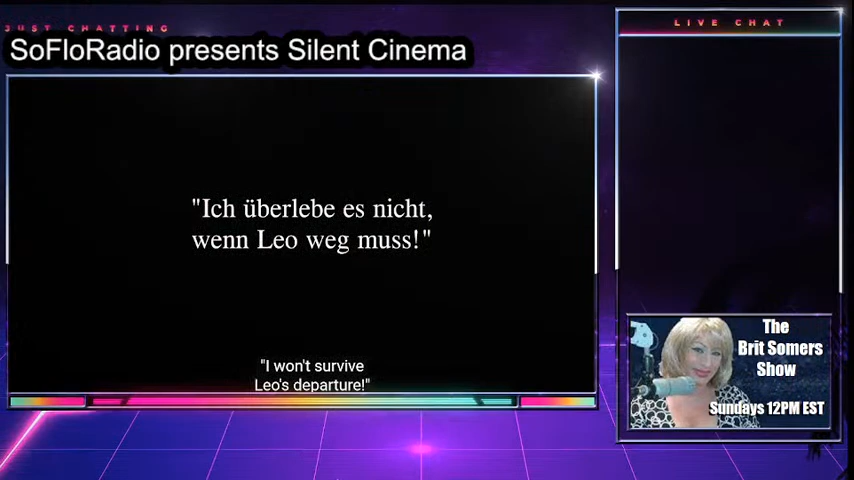 JUST CHATTING
SoFloRadio presents Silent Cinema
LIVE CHAT
"Ich überlebe es nicht,
wenn Leo weg muss!"
"I won't survive
Leo's departure!"
The
Brit Somers
Show
Sundays 12PM EST